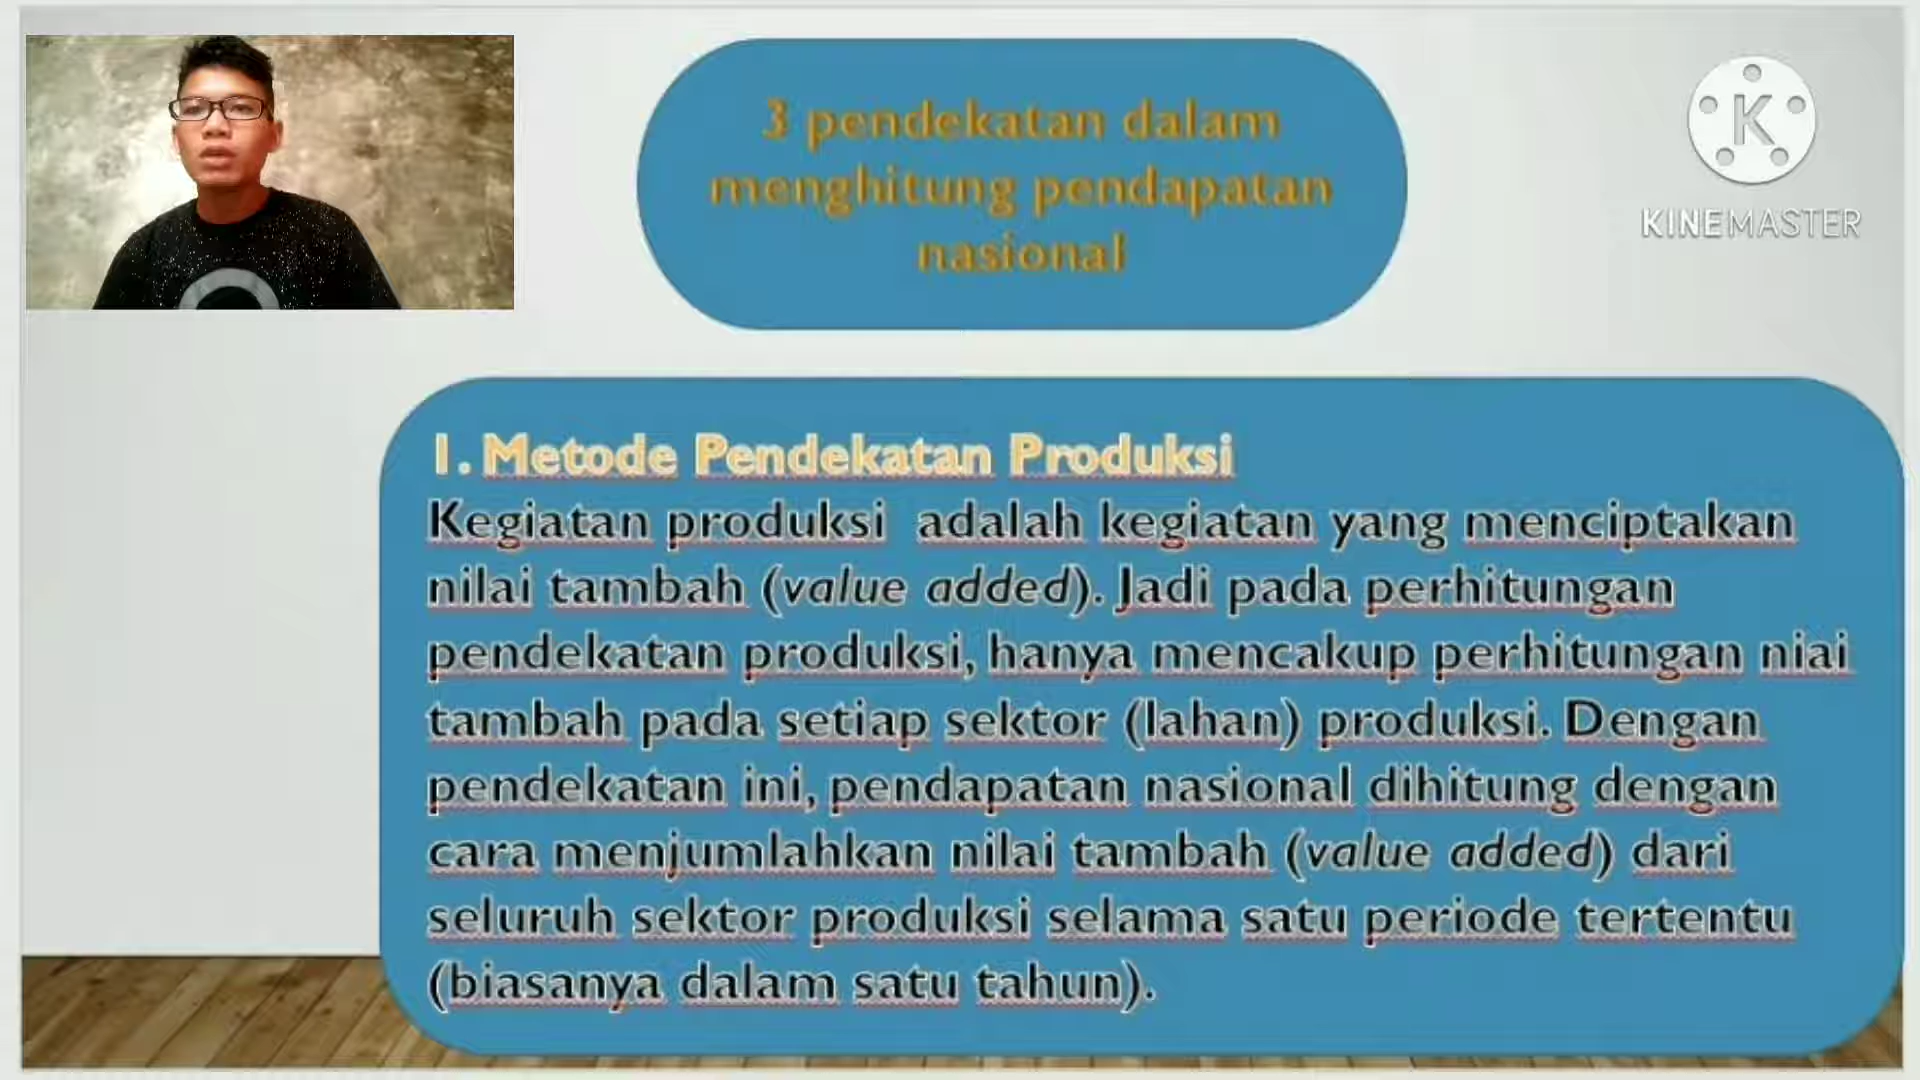 3 pendekatan dalam
menghitung pendapatan
nasional
K
KINEMASTER
1. Metode Pendekatan Produksi
Kegiatan produksi adalah kegiatan yang menciptakan
nilai tambah (value added). Jadi pada perhitungan
pendekatan produksi, hanya mencakup perhitungan niai
tambah pada setiap sektor (lahan) produksi. Dengan
pendekatan ini, pendapatan nasional dihitung dengan
cara menjumlahkan nilai tambah (value added) dari
seluruh sektor produksi selama satu periode tertentu
(biasanya dalam satu tahun).